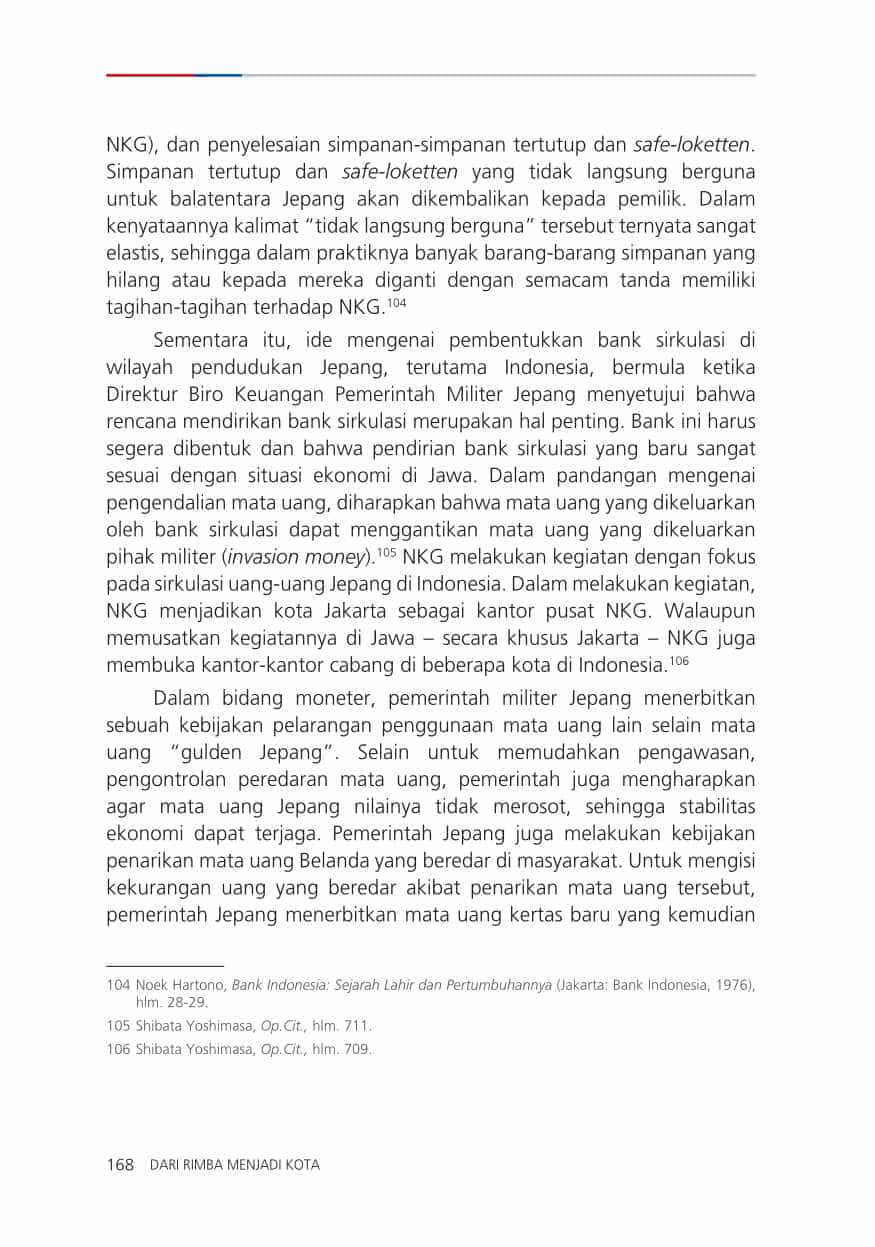 NKG), dan penyelesaian simpanan-simpanan tertutup dan safe-loketten.
Simpanan tertutup dan safe-loketten yang tidak langsung berguna
untuk balatentara Jepang akan dikembalikan kepada pemilik. Dalam
kenyataannya kalimat “tidak langsung berguna” tersebut ternyata sangat
elastis, sehingga dalam praktiknya banyak barang-barang simpanan yang
hilang atau kepada mereka diganti dengan semacam tanda memiliki
tagihan-tagihan terhadap NKG.104
Sementara itu, ide mengenai pembentukkan bank sirkulasi di
wilayah pendudukan Jepang, terutama Indonesia, bermula ketika
Direktur Biro Keuangan Pemerintah Militer Jepang menyetujui bahwa
rencana mendirikan bank sirkulasi merupakan hal penting. Bank ini harus
segera dibentuk dan bahwa pendirian bank sirkulasi yang baru sangat
sesuai dengan situasi ekonomi di Jawa. Dalam pandangan mengenai
pengendalian mata uang, diharapkan bahwa mata uang yang dikeluarkan
oleh bank sirkulasi dapat menggantikan mata uang yang dikeluarkan
pihak militer (invasion money).105 NKG melakukan kegiatan dengan fokus
pada sirkulasi uang-uang Jepang di Indonesia. Dalam melakukan kegiatan,
NKG menjadikan kota Jakarta sebagai kantor pusat NKG. Walaupun
memusatkan kegiatannya di Jawa – secara khusus Jakarta – NKG juga
membuka kantor-kantor cabang di beberapa kota di Indonesia.106
Dalam bidang moneter, pemerintah militer Jepang menerbitkan
sebuah kebijakan pelarangan penggunaan mata uang lain selain mata
uang “gulden Jepang”. Selain untuk memudahkan pengawasan,
pengontrolan peredaran mata uang, pemerintah juga mengharapkan
agar mata uang Jepang nilainya tidak merosot, sehingga stabilitas
ekonomi dapat terjaga. Pemerintah Jepang juga melakukan kebijakan
penarikan mata uang Belanda yang beredar di masyarakat. Untuk mengisi
kekurangan uang yang beredar akibat penarikan mata uang tersebut,
pemerintah Jepang menerbitkan mata uang kertas baru yang kemudian
104 Noek Hartono, Bank Indonesia: Sejarah Lahir dan Pertumbuhannya (Jakarta: Bank Indonesia, 1976),
hlm. 28-29.
105 Shibata Yoshimasa, Op.Cit., hlm. 711.
106 Shibata Yoshimasa, Op.Cit., hlm. 709.
168 DARI RIMBA MENJADI KOTA